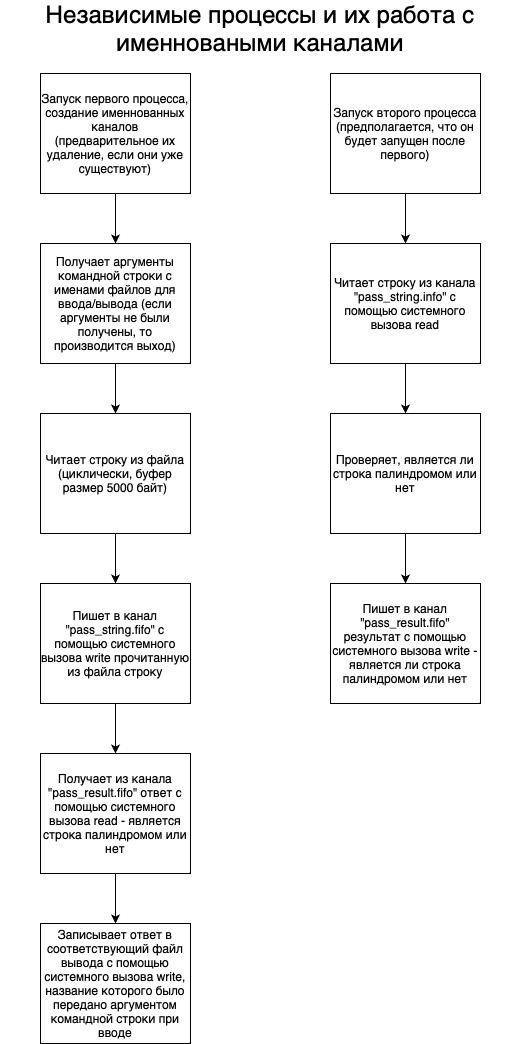 Независимые процессы и их работа с
именноваными каналами
Запуск первого процесса,
создание именнованных
каналов
(предварительное их
удаление, если они уже
существуют)
Получает аргументы
командной строки с
именами файлов для
ввода/вывода (если
аргументы не были
получены, то
производится выход)
Читает строку из файла
(циклически, буфер
размер 5000 байт)
Пишет в канал
"pass_string.fifo" с
помощью системного
вызова write прочитанную
из файла строку
Получает из канала
"pass_result.fifo" ответ с
помощью системного
вызова read - является
строка палиндромом или
нет
Записывает ответ в
соответствующий файл
вывода с помощью
системного вызова write,
название которого было
передано аргументом
командной строки при
вводе
Запуск второго процесса
(предполагается, что он
будет запущен после
первого)
Читает строку из канала
"pass_string.info" с
помощью системного
вызова read
Проверяет, является ли
строка палиндромом или
нет
Пишет в канал
"pass_result.fifo"
результат с помощью
системного вызова write -
является ли строка
палиндромом или нет